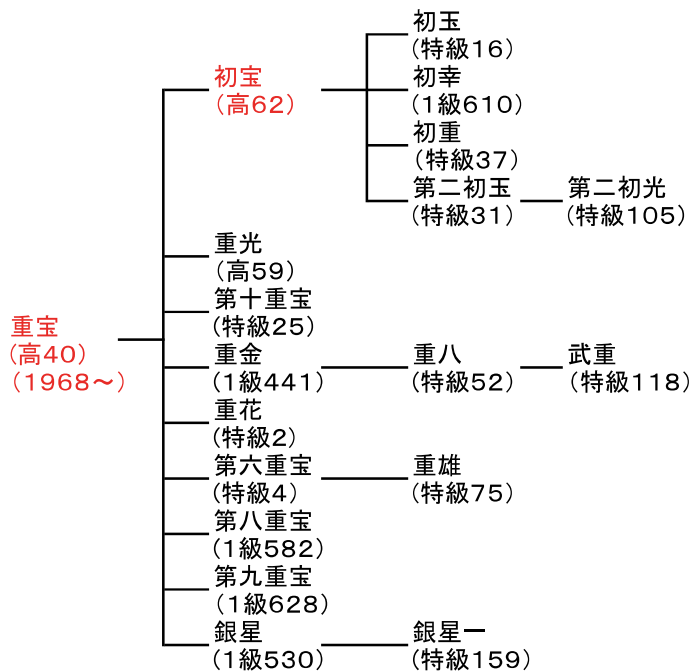 重宝
(高40)
(1968～)
初宝
(高62)
初玉
(特級16)
初幸
(1級610)
初重
(特級37)
第二初玉
(特級31)
第二初光
(特級105)
重光
(高59)
第十重宝
(特級25)
重金
(1級441)
重八
(特級52)
武重
(特級118)
重花
(特級2)
第六重宝
(特級4)
重雄
(特級75)
第八重宝
(1級582)
第九重宝
(1級628)
銀星
(1級530)
銀星一
(特級159)